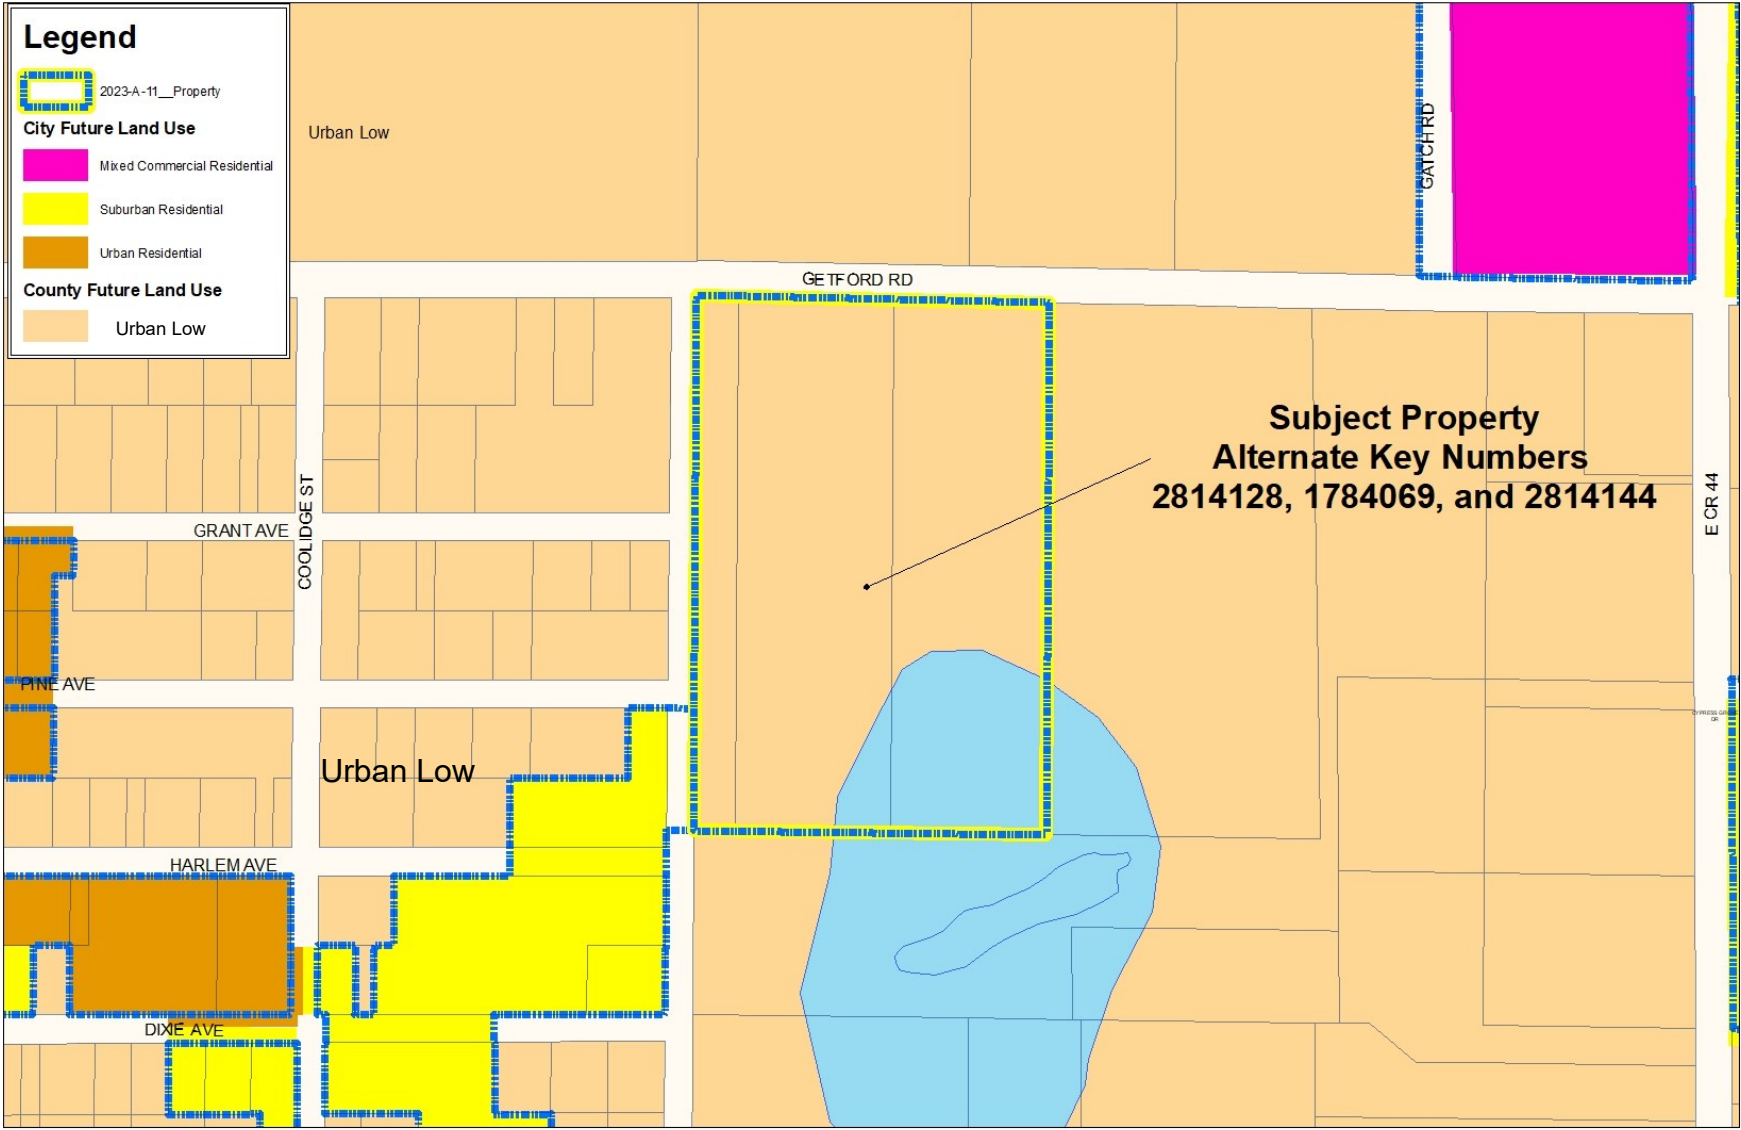 Legend
2023-A-11__Property
City Future Land Use
Mixed Commercial Residential
Suburban Residential
Urban Residential
County Future Land Use
Urban Low
Urban Low
GATCH RD
GETFORD RD
Subject Property
Alternate Key Numbers
2814128, 1784069, and 2814144
E CR 44
COOLIDGE ST
GRANT AVE
PINE AVE
Urban Low
HARLEM AVE
DIXIE AVE